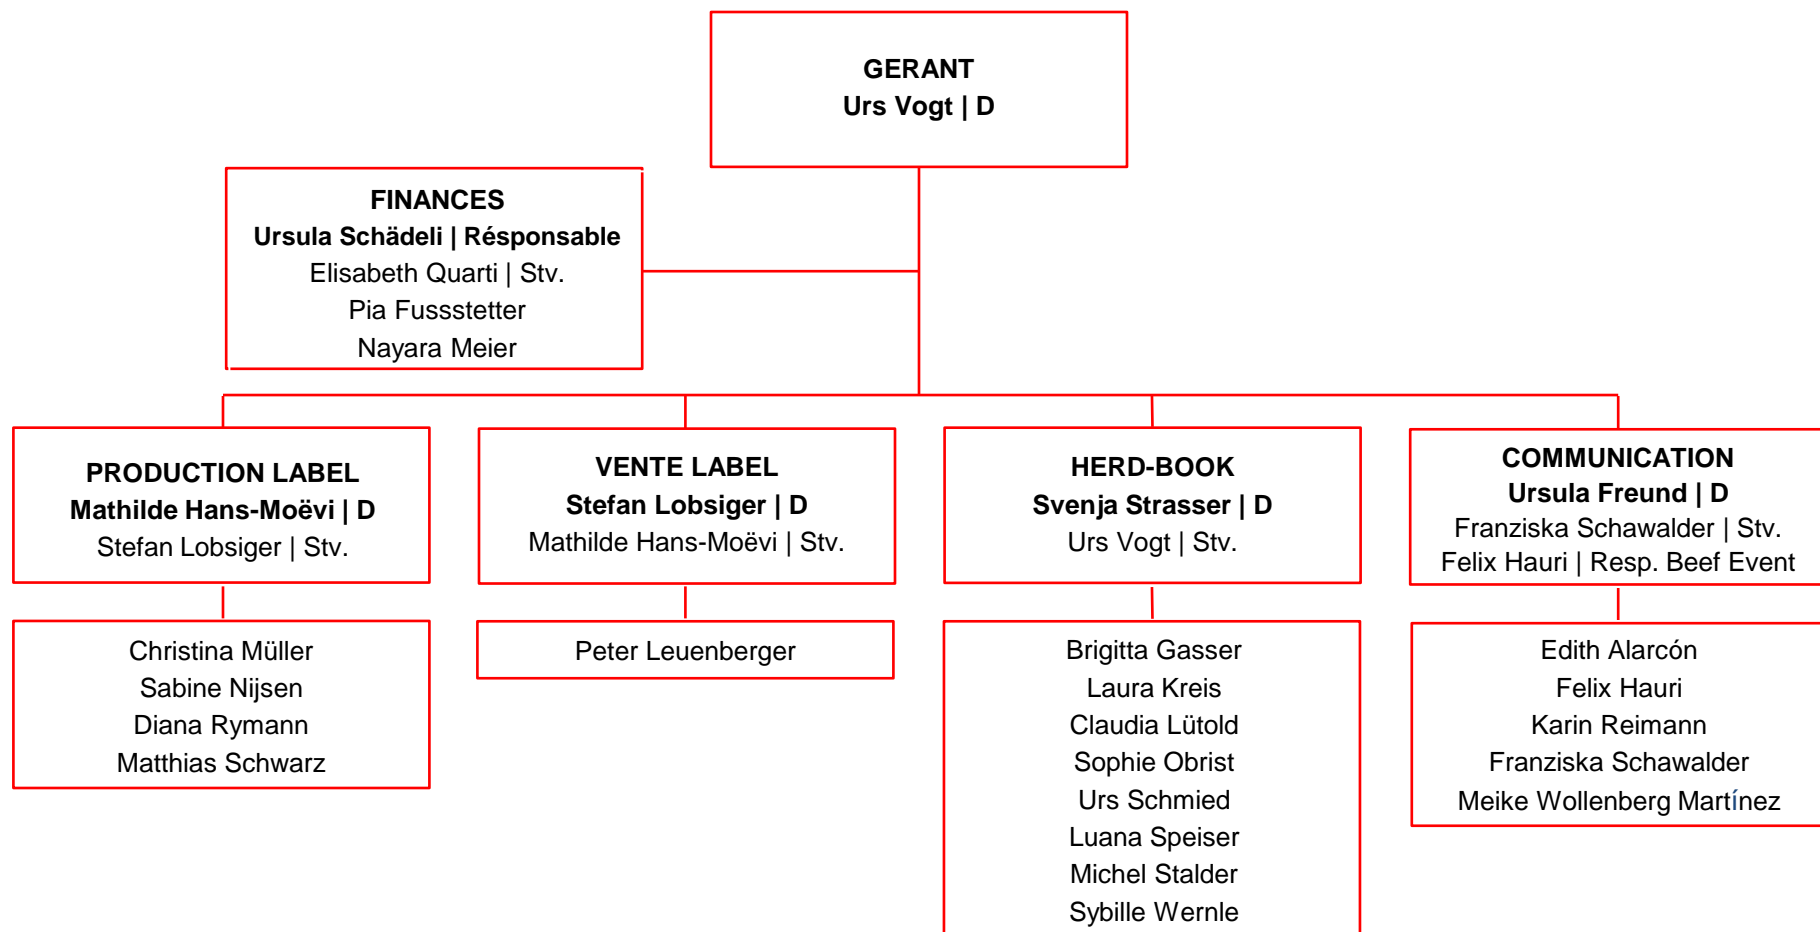 GERANT
Urs Vogt | D
FINANCES
Ursula Schädeli | Résponsable
Elisabeth Quarti | Stv.
Pia Fussstetter
Nayara Meier
PRODUCTION LABEL
Mathilde Hans-Moëvi | D
Stefan Lobsiger | Stv.
Christina Müller
Sabine Nijsen
Diana Rymann
Matthias Schwarz
VENTE LABEL
Stefan Lobsiger | D
Mathilde Hans-Moëvi | Stv.
Peter Leuenberger
HERD-BOOK
Svenja Strasser | D
Urs Vogt | Stv.
Brigitta Gasser
Laura Kreis
Claudia Lütold
Sophie Obrist
Urs Schmied
Luana Speiser
Michel Stalder
Sybille Wernle
COMMUNICATION
Ursula Freund | D
Franziska Schawalder | Stv.
Felix Hauri | Resp. Beef Event
Edith Alarcón
Felix Hauri
Karin Reimann
Franziska Schawalder
Meike Wollenberg Martínez